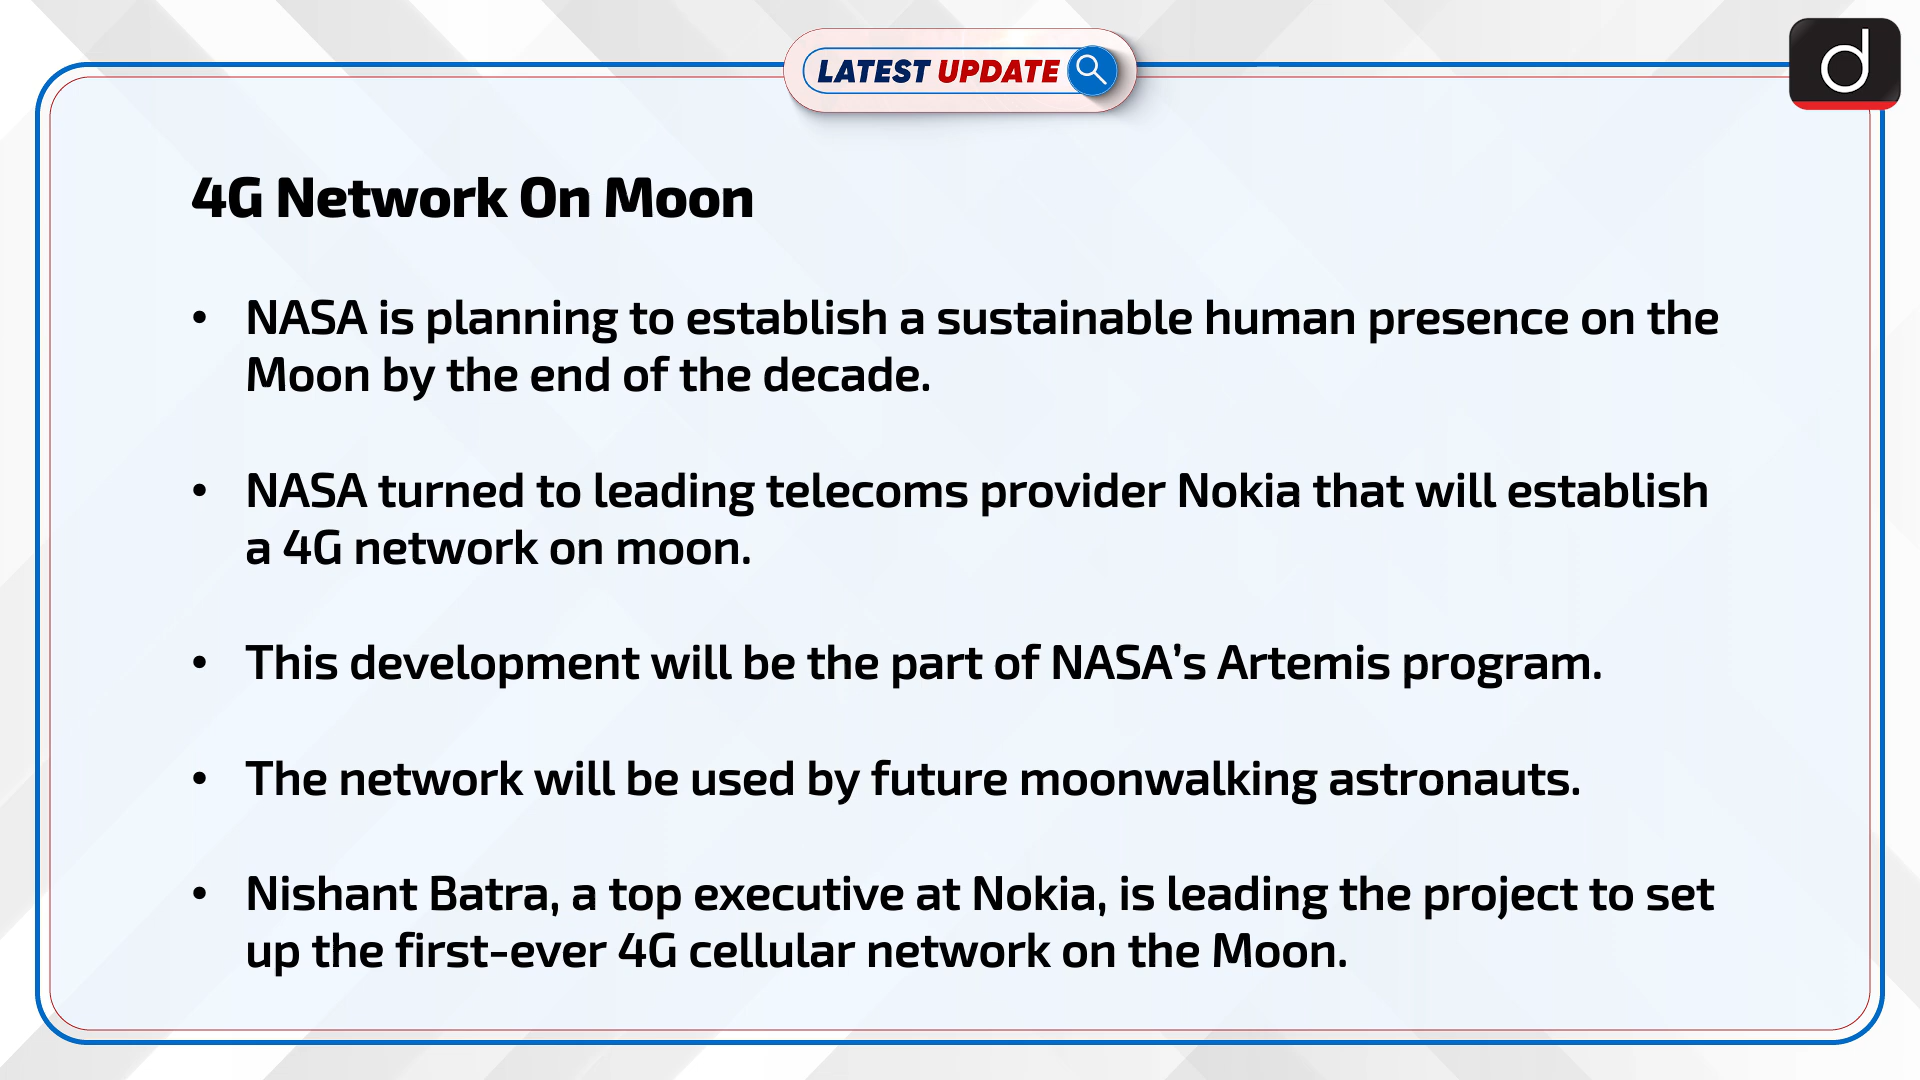 LATEST UPDATE
d
4G Network On Moon
• NASA is planning to establish a sustainable human presence on the
Moon by the end of the decade.
• NASA turned to leading telecoms provider Nokia that will establish
a 4G network on moon.
• This development will be the part of NASA’s Artemis program.
• The network will be used by future moonwalking astronauts.
• Nishant Batra, a top executive at Nokia, is leading the project to set
up the first-ever 4G cellular network on the Moon.